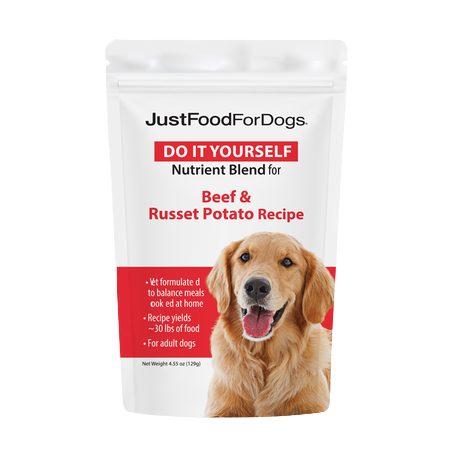 JustFoodForDogs.
DO IT YOURSELF
Nutrient Blend for
Beef &
Russet Potato Recipe
• Vet formulate d
to balance meals
cook ed at home
• Recipe yields
~30 lbs of food
• For adult dogs
Net Weight 4.55 oz (129g)